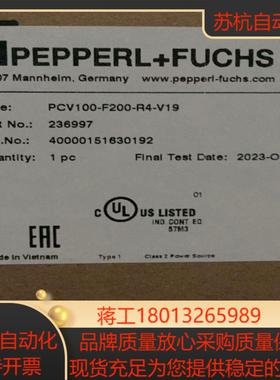 苏杭自动
PEPPERL+FUCHS
07 Mannheim, Germany
www.pepperl-fuchs.com
e:
PCV100-F200-R4-V19
t No.:
236997
.No.:
40000151630192
uantity:
1 pc
Final Test Date:
2023-0
01
UL US LISTED
IND. CONT. EQ.
57M3
EAC
e in Vietnam
Type 1
Class 2 Power Source
自动化
蒋工18013265989
开票
品牌质量放心采购质量保
现货充足为您提供稳定的